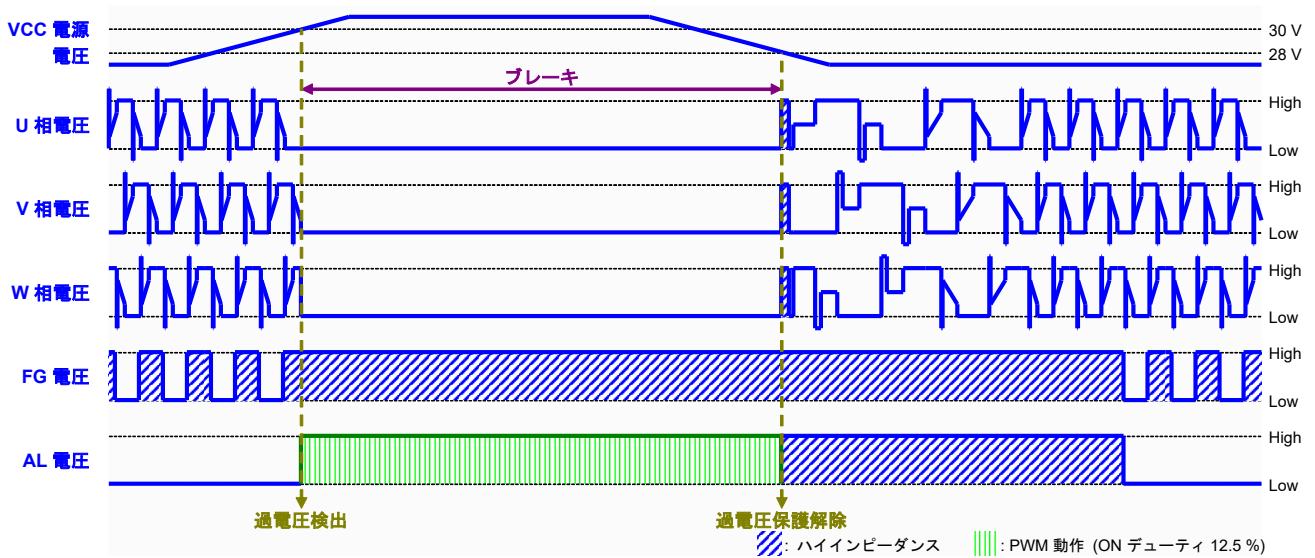 VCC 電源
電圧
30 V
28 V
ブレーキ
U 相電圧
High
Low
V 相電圧
High
Low
W 相電圧
High
Low
FG 電圧
High
Low
AL 電圧
High
Low
過電圧検出
過電圧保護解除
: ハイインピーダンス
: PWM 動作 (ON デューティ 12.5 %)